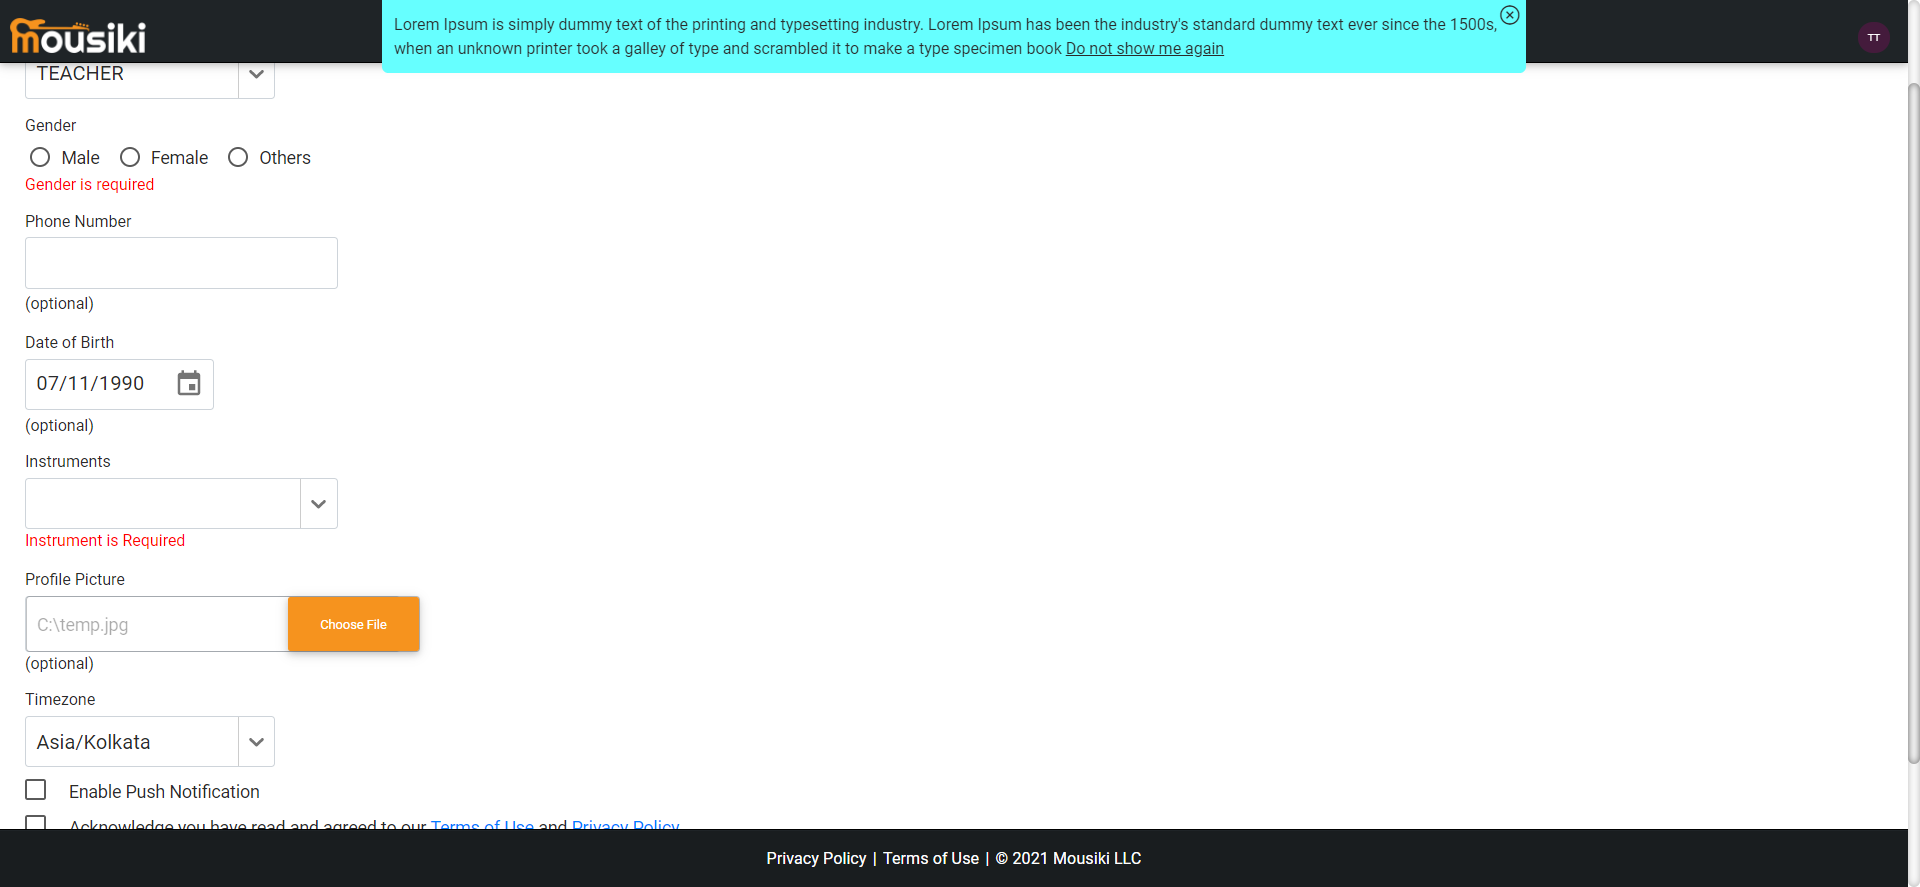 mousiki
Lorem Ipsum is simply dummy text of the printing and typesetting industry. Lorem Ipsum has been the industry's standard dummy text ever since the 1500s,
when an unknown printer took a galley of type and scrambled it to make a type specimen book Do not show me again
TT
TEACHER
Gender
Male Female Others
Gender is required
Phone Number
(optional)
Date of Birth
07/11/1990
(optional)
Instruments
Instrument is Required
Profile Picture
C:\temp.jpg Choose File
(optional)
Timezone
Asia/Kolkata
Enable Push Notification
Acknowledge you have read and agreed to our Terms of Use and Privacy Policy
Privacy Policy | Terms of Use | © 2021 Mousiki LLC